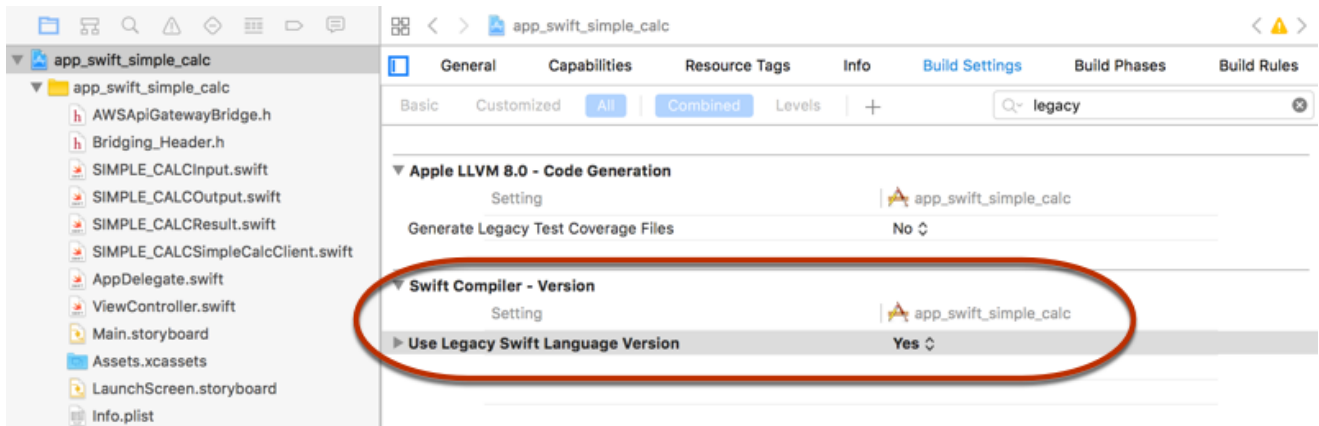 app_swift_simple_calc
General Capabilities Resource Tags Info Build Settings Build Phases Build Rules
Basic Customized All Combined Levels + legacy
app_swift_simple_calc
app_swift_simple_calc
h AWSApiGatewayBridge.h
h Bridging_Header.h
SIMPLE_CALCInput.swift
SIMPLE_CALCOutput.swift
SIMPLE_CALCResult.swift
SIMPLE_CALCSimpleCalcClient.swift
AppDelegate.swift
ViewController.swift
Main.storyboard
Assets.xcassets
LaunchScreen.storyboard
Info.plist
Apple LLVM 8.0 - Code Generation
Setting app_swift_simple_calc
Generate Legacy Test Coverage Files No
Swift Compiler - Version
Setting app_swift_simple_calc
Use Legacy Swift Language Version Yes